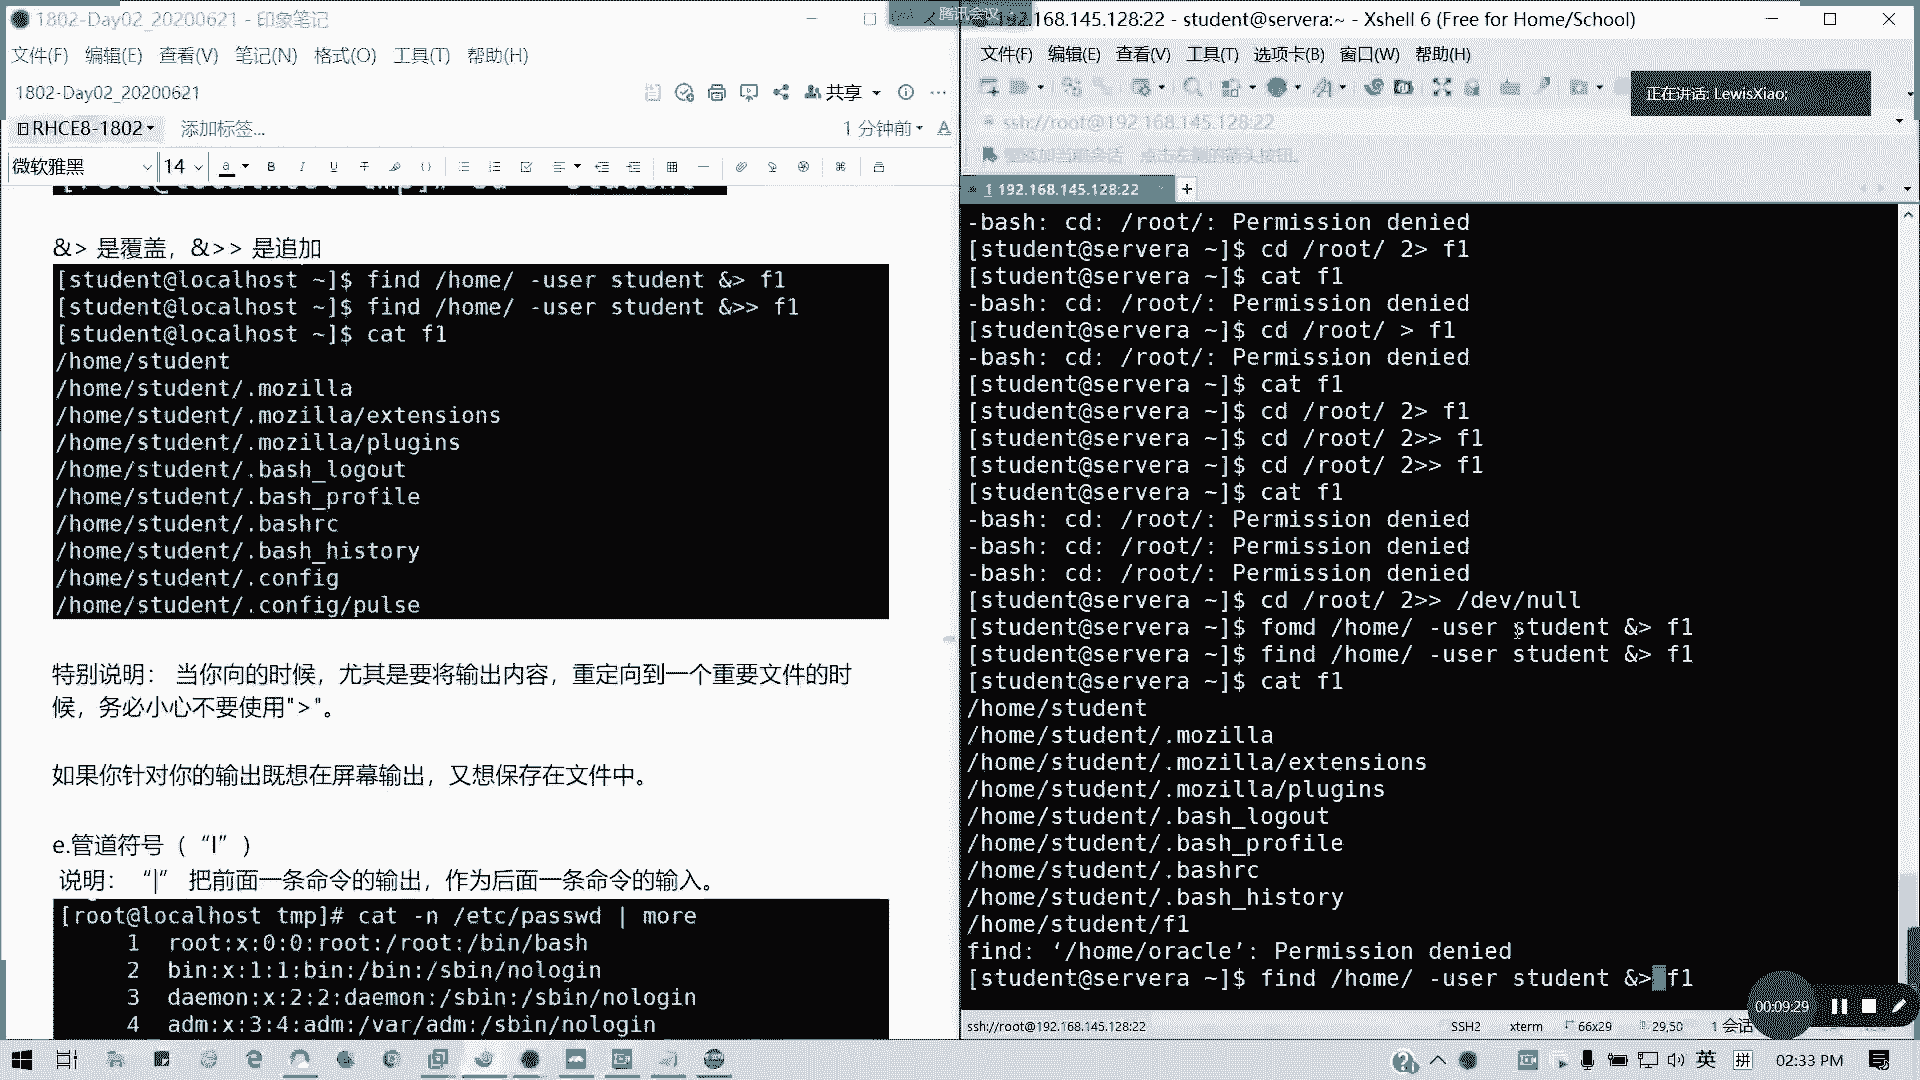 1802-Day02_20200621 - 印象笔记
文件(F) 编辑(E) 查看(V) 笔记(N) 格式(O) 工具(T) 帮助(H)
1802-Day02_20200621
共享
RHCE8-1802 添加标签...
1 分钟前
微软雅黑 14
&> 是覆盖，&>> 是追加
[student@localhost ~]$ find /home/ -user student &> f1
[student@localhost ~]$ find /home/ -user student &>> f1
[student@localhost ~]$ cat f1
/home/student
/home/student/.mozilla
/home/student/.mozilla/extensions
/home/student/.mozilla/plugins
/home/student/.bash_logout
/home/student/.bash_profile
/home/student/.bashrc
/home/student/.bash_history
/home/student/.config
/home/student/.config/pulse
特别说明： 当你向的时候，尤其是要将输出内容，重定向到一个重要文件的时
候，务必小心不要使用">"。
如果你针对你的输出既想在屏幕输出，又想保存在文件中。
e.管道符号（ “|” ）
说明： “|” 把前面一条命令的输出，作为后面一条命令的输入。
[root@localhost tmp]# cat -n /etc/passwd | more
1 root:x:0:0:root:/root:/bin/bash
2 bin:x:1:1:bin:/bin:/sbin/nologin
3 daemon:x:2:2:daemon:/sbin:/sbin/nologin
4 adm:x:3:4:adm:/var/adm:/sbin/nologin
腾讯会议
192.168.145.128:22 - student@servera:~ - Xshell 6 (Free for Home/School)
文件(F) 编辑(E) 查看(V) 工具(T) 选项卡(B) 窗口(W) 帮助(H)
正在讲话: LewisXiao;
ssh://root@192.168.145.128:22
要添加当前会话，点击左侧的箭头按钮。
1 192.168.145.128:22
-bash: cd: /root/: Permission denied
[student@servera ~]$ cd /root/ 2> f1
[student@servera ~]$ cat f1
-bash: cd: /root/: Permission denied
[student@servera ~]$ cd /root/ > f1
-bash: cd: /root/: Permission denied
[student@servera ~]$ cat f1
[student@servera ~]$ cd /root/ 2> f1
[student@servera ~]$ cd /root/ 2>> f1
[student@servera ~]$ cd /root/ 2>> f1
[student@servera ~]$ cat f1
-bash: cd: /root/: Permission denied
-bash: cd: /root/: Permission denied
-bash: cd: /root/: Permission denied
[student@servera ~]$ cd /root/ 2>> /dev/null
[student@servera ~]$ fomd /home/ -user student &> f1
[student@servera ~]$ find /home/ -user student &> f1
[student@servera ~]$ cat f1
/home/student
/home/student/.mozilla
/home/student/.mozilla/extensions
/home/student/.mozilla/plugins
/home/student/.bash_logout
/home/student/.bash_profile
/home/student/.bashrc
/home/student/.bash_history
/home/student/f1
find: ‘/home/oracle’: Permission denied
[student@servera ~]$ find /home/ -user student &> f1
00:09:29
ssh://root@192.168.145.128:22 SSH2 xterm 66x29 29,50 1 会话
英 拼 02:33 PM